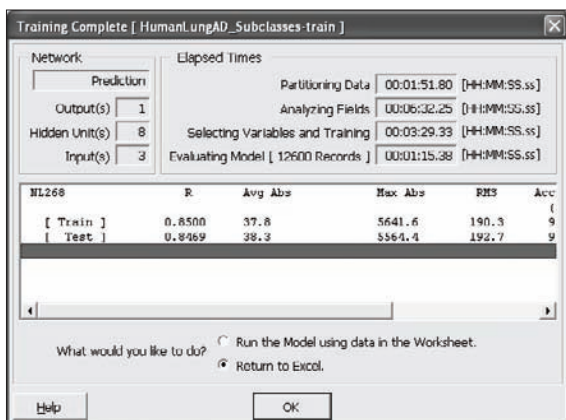 Training Complete [ HumanLungAD_Subclasses-train ]
Network
Prediction
Output(s) 1
Hidden Unit(s) 8
Input(s) 3
Elapsed Times
Partitioning Data 00:01:51.80 [HH:MM:SS.ss]
Analyzing Fields 00:06:32.25 [HH:MM:SS.ss]
Selecting Variables and Training 00:03:29.33 [HH:MM:SS.ss]
Evaluating Model [ 12600 Records ] 00:01:15.38 [HH:MM:SS.ss]
NL268 R Avg Abs Max Abs RMS Acc
(
[ Train ] 0.8500 37.8 5641.6 190.3 9
[ Test ] 0.8469 38.3 5564.4 192.7 9
What would you like to do?
Run the Model using data in the Worksheet.
Return to Excel.
Help
OK